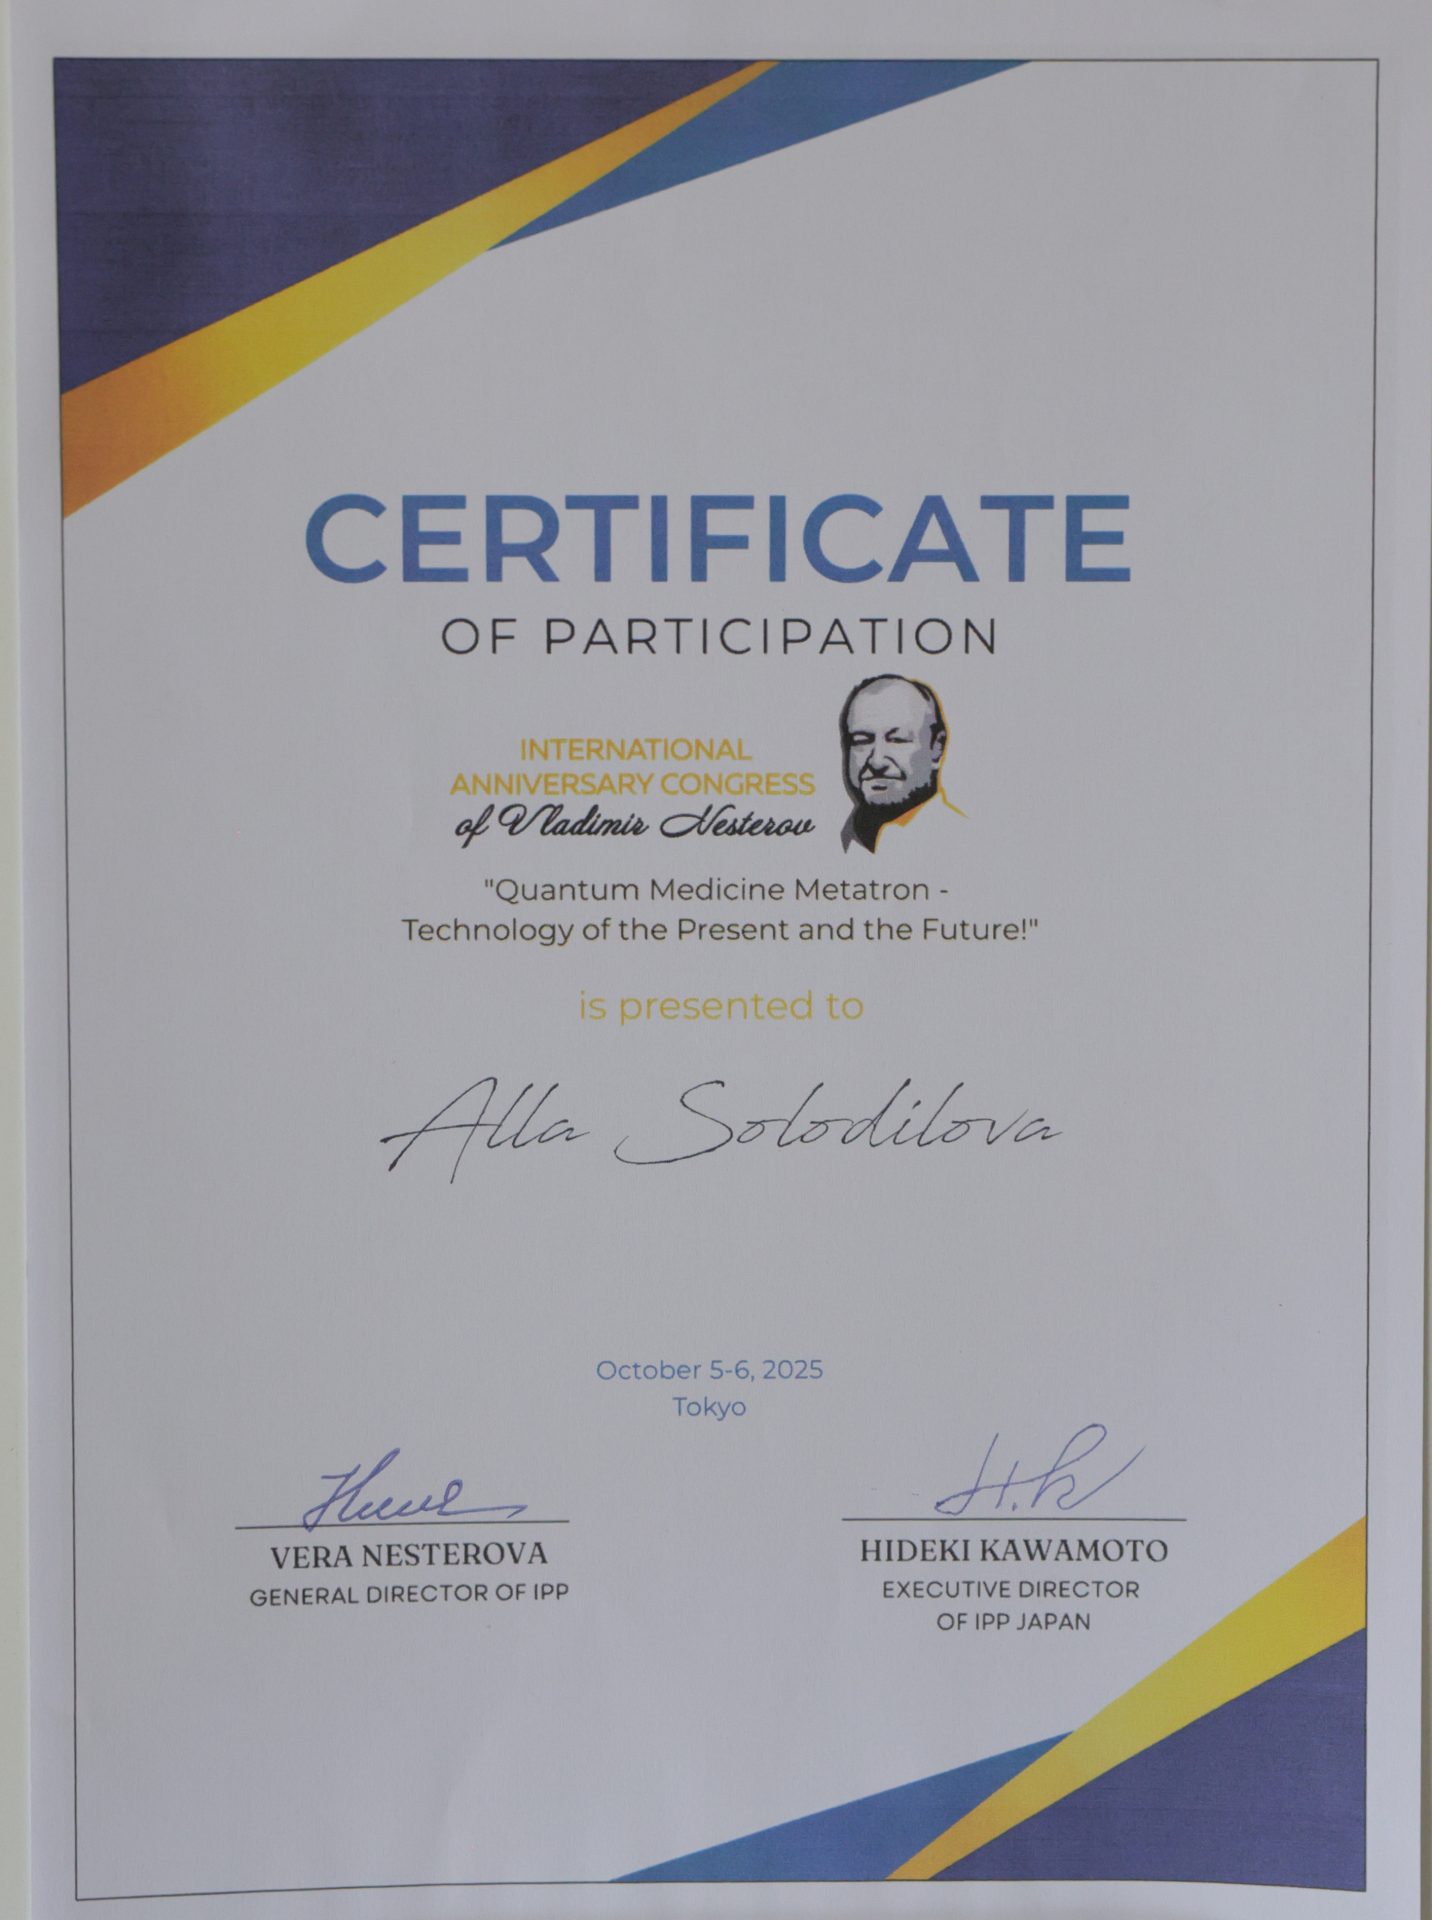 CERTIFICATE
OF PARTICIPATION
INTERNATIONAL
ANNIVERSARY CONGRESS
of Vladimir Nesterov
"Quantum Medicine Metatron -
Technology of the Present and the Future!"
is presented to
Alla Solodilova
October 5-6, 2025
Tokyo
H.K
VERA NESTEROVA
HIDEKI KAWAMOTO
GENERAL DIRECTOR OF IPP
EXECUTIVE DIRECTOR
OF IPP JAPAN